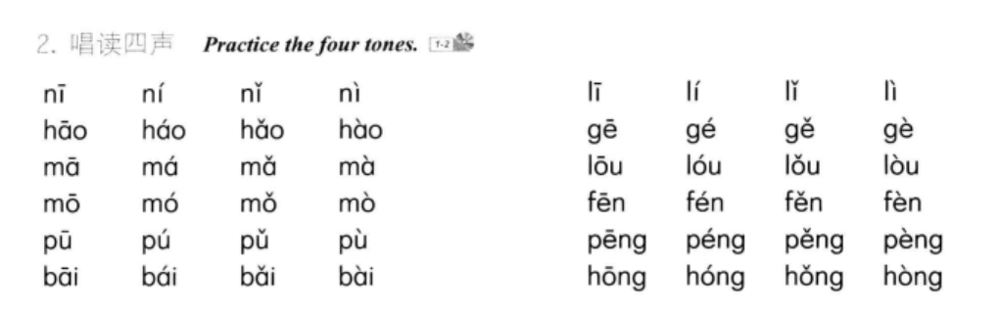 2. 唱读四声 Practice the four tones. 1-2
nī ní nǐ nì
hāo háo hǎo hào
mā má mǎ mà
mō mó mǒ mò
pū pú pǔ pù
bāi bái bǎi bài
lī lí lǐ lì
gē gé gě gè
lōu lóu lǒu lòu
fēn fén fěn fèn
pēng péng pěng pèng
hōng hóng hǒng hòng